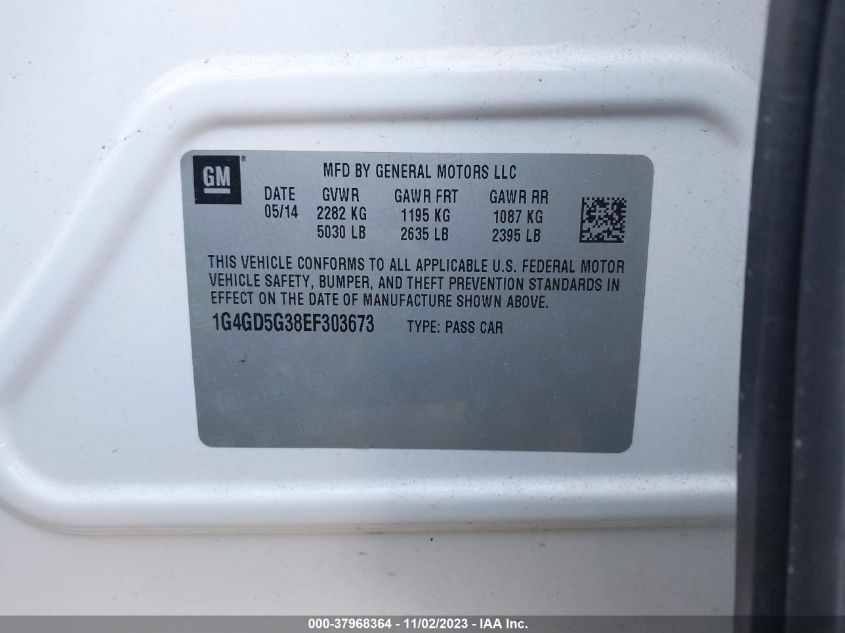 GM ®
MFD BY GENERAL MOTORS LLC
DATE GVWR GAWR FRT GAWR RR
05/14 2282 KG 1195 KG 1087 KG
5030 LB 2635 LB 2395 LB
THIS VEHICLE CONFORMS TO ALL APPLICABLE U.S. FEDERAL MOTOR
VEHICLE SAFETY, BUMPER, AND THEFT PREVENTION STANDARDS IN
EFFECT ON THE DATE OF MANUFACTURE SHOWN ABOVE.
1G4GD5G38EF303673 TYPE: PASS CAR
000-37968364 - 11/02/2023 - IAA Inc.